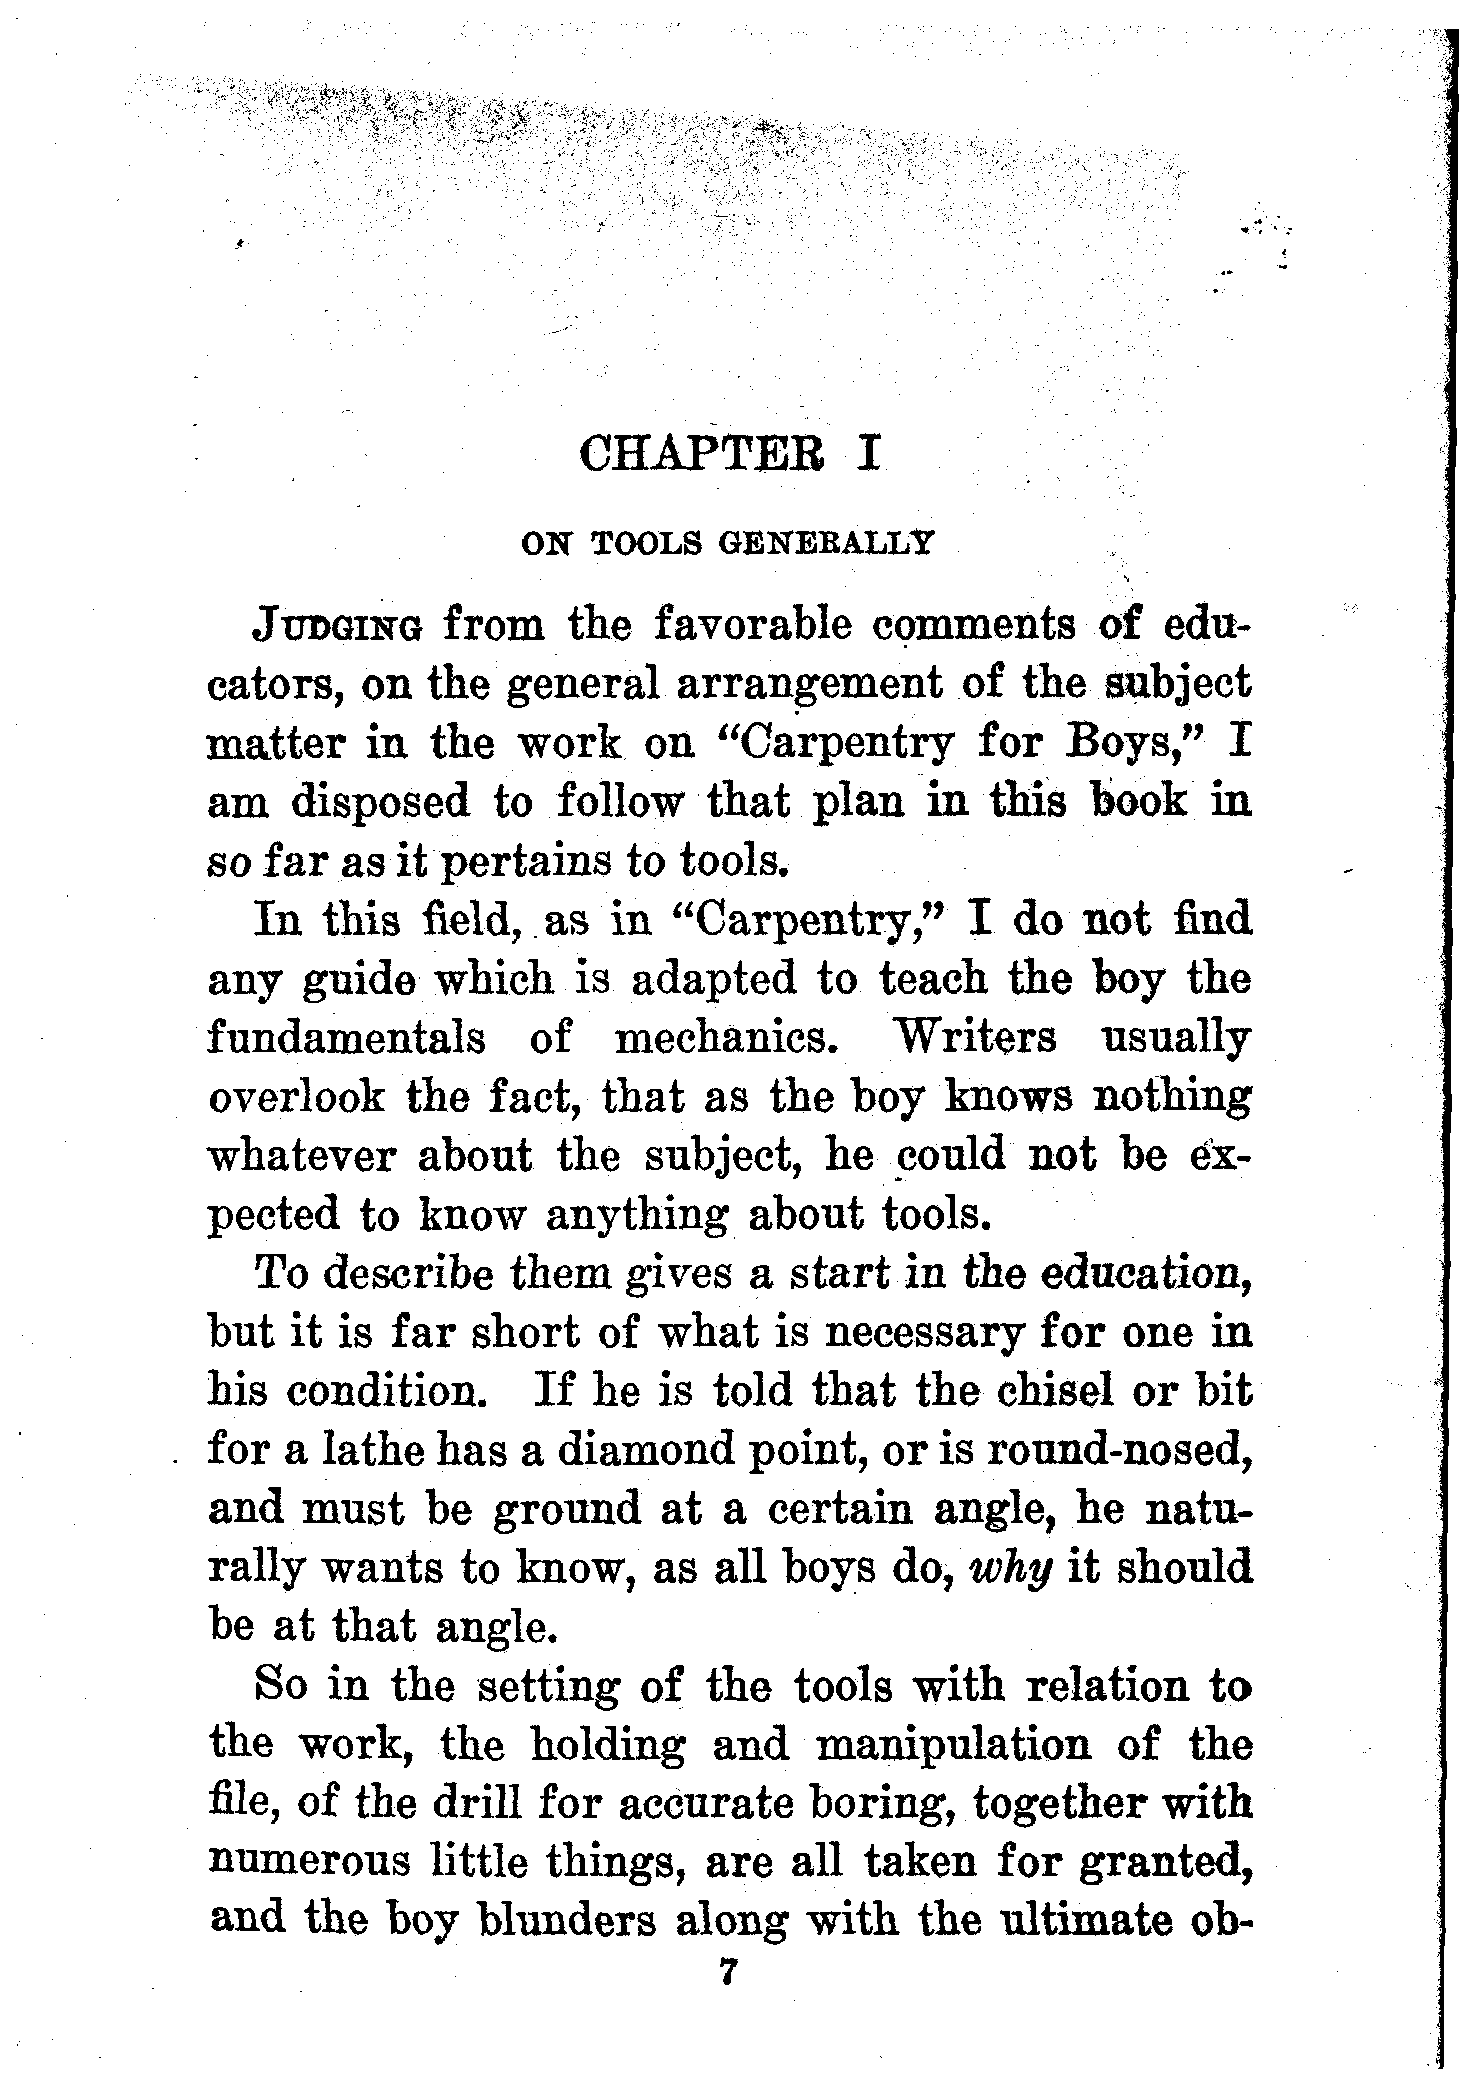 CHAPTER I
ON TOOLS GENERALLY
JUDGING from the favorable comments of edu-
cators, on the general arrangement of the subject
matter in the work on “Carpentry for Boys,” I
am disposed to follow that plan in this book in
so far as it pertains to tools.
In this field, as in “Carpentry,” I do not find
any guide which is adapted to teach the boy the
fundamentals of mechanics. Writers usually
overlook the fact, that as the boy knows nothing
whatever about the subject, he could not be ex-
pected to know anything about tools.
To describe them gives a start in the education,
but it is far short of what is necessary for one in
his condition. If he is told that the chisel or bit
for a lathe has a diamond point, or is round-nosed,
and must be ground at a certain angle, he natu-
rally wants to know, as all boys do, why it should
be at that angle.
So in the setting of the tools with relation to
the work, the holding and manipulation of the
file, of the drill for accurate boring, together with
numerous little things, are all taken for granted,
and the boy blunders along with the ultimate ob-
7